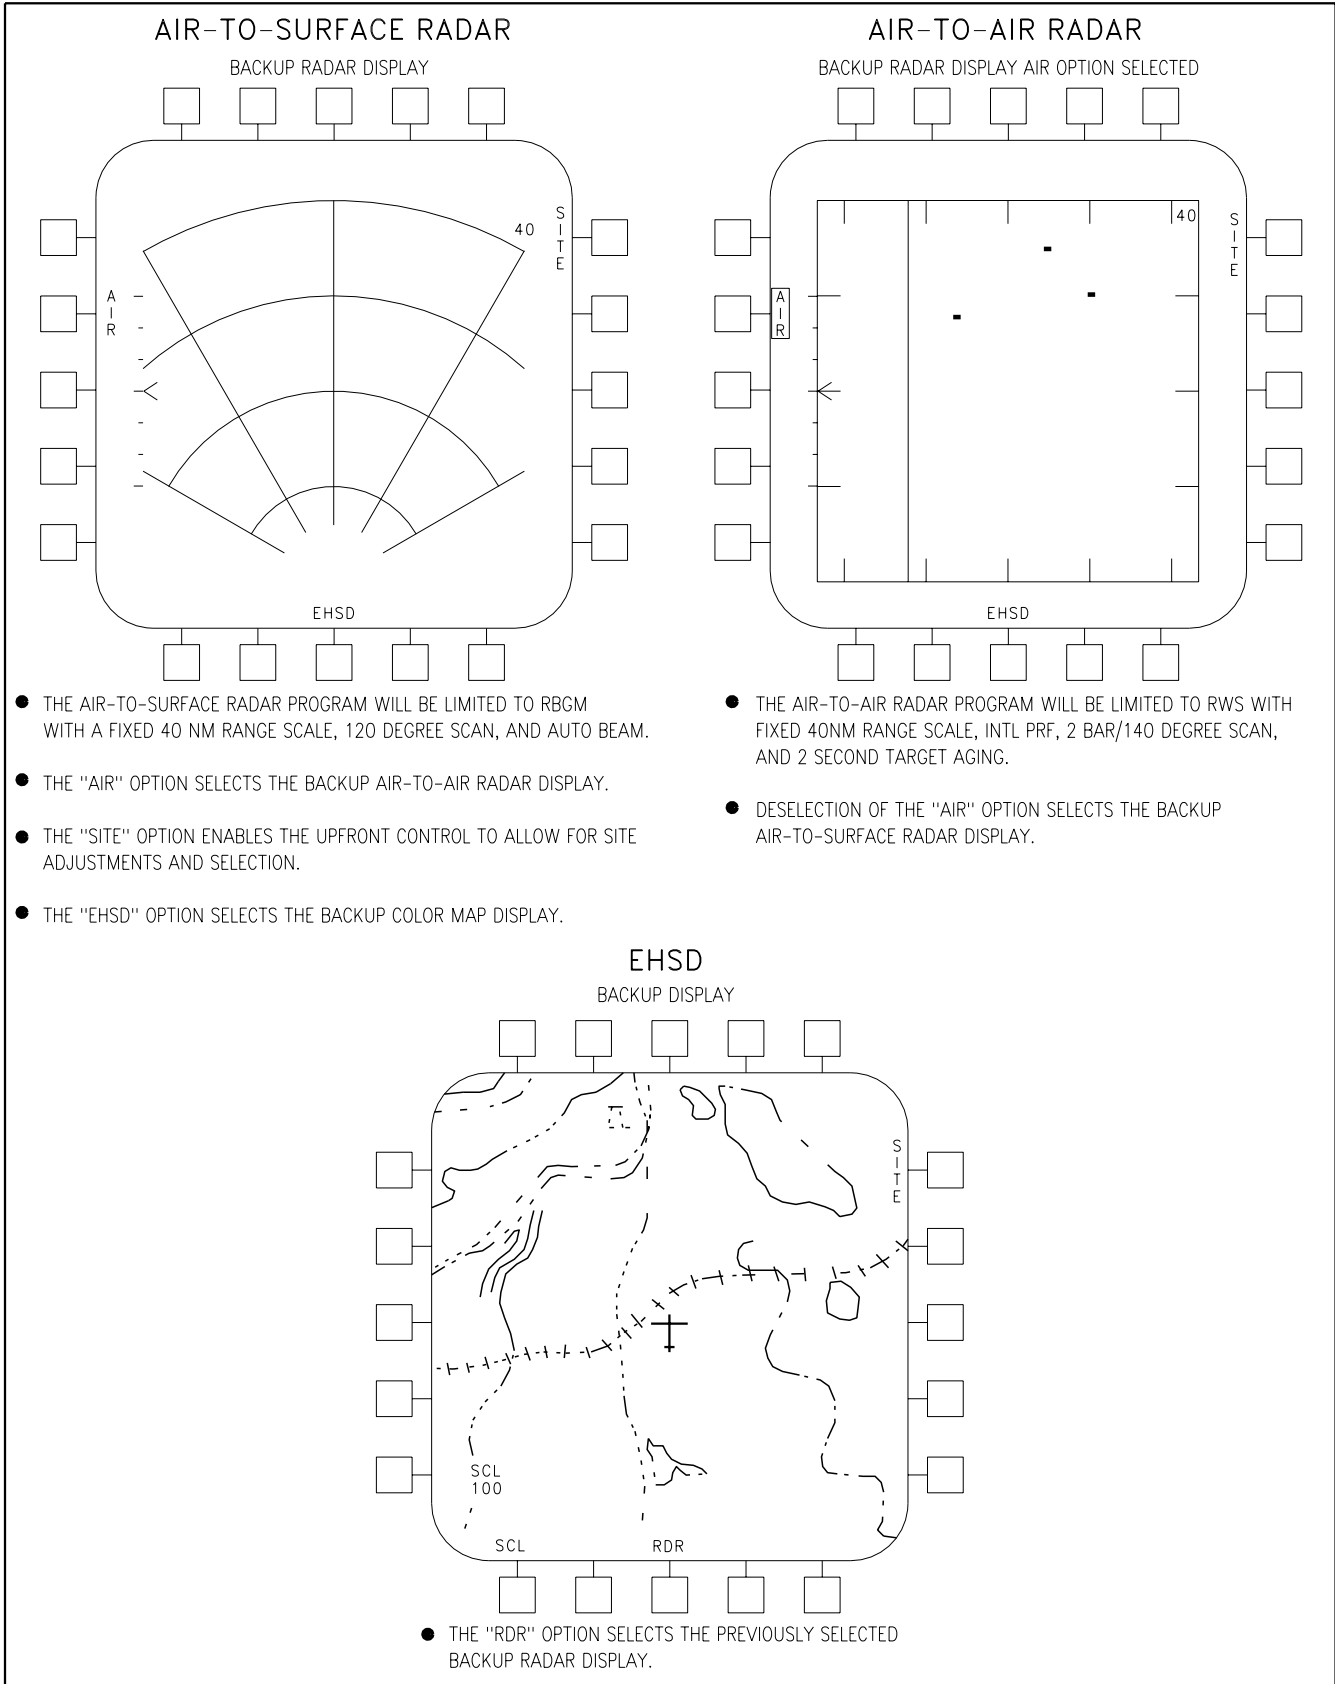 AIR-TO-SURFACE RADAR
BACKUP RADAR DISPLAY
40
SITE
AIR
EHSD
● THE AIR-TO-SURFACE RADAR PROGRAM WILL BE LIMITED TO RBGM
WITH A FIXED 40 NM RANGE SCALE, 120 DEGREE SCAN, AND AUTO BEAM.
● THE "AIR" OPTION SELECTS THE BACKUP AIR-TO-AIR RADAR DISPLAY.
● THE "SITE" OPTION ENABLES THE UPFRONT CONTROL TO ALLOW FOR SITE
ADJUSTMENTS AND SELECTION.
● THE "EHSD" OPTION SELECTS THE BACKUP COLOR MAP DISPLAY.
AIR-TO-AIR RADAR
BACKUP RADAR DISPLAY AIR OPTION SELECTED
40
SITE
AIR
EHSD
● THE AIR-TO-AIR RADAR PROGRAM WILL BE LIMITED TO RWS WITH
FIXED 40NM RANGE SCALE, INTL PRF, 2 BAR/140 DEGREE SCAN,
AND 2 SECOND TARGET AGING.
● DESELECTION OF THE "AIR" OPTION SELECTS THE BACKUP
AIR-TO-SURFACE RADAR DISPLAY.
EHSD
BACKUP DISPLAY
SITE
SCL
100
SCL
RDR
● THE "RDR" OPTION SELECTS THE PREVIOUSLY SELECTED
BACKUP RADAR DISPLAY.